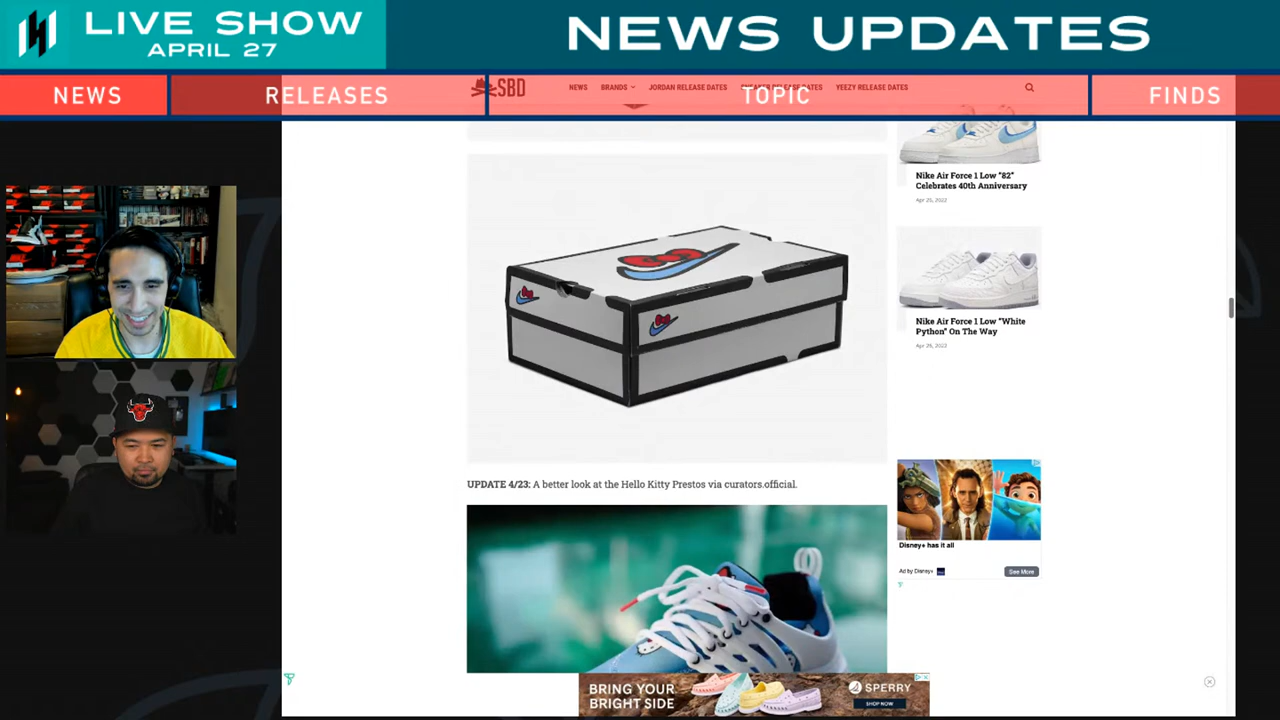 LIVE SHOW
APRIL 27
NEWS UPDATES
NEWS
RELEASES
TOPIC
FINDS
SBD
NEWS
BRANDS
JORDAN RELEASE DATES
SNEAKER RELEASE DATES
YEEZY RELEASE DATES
Nike Air Force 1 Low “82”
Celebrates 40th Anniversary
Apr 25, 2022
Nike Air Force 1 Low “White
Python” On The Way
Apr 26, 2022
UPDATE 4/23: A better look at the Hello Kitty Prestos via curators.official.
Disney+ has it all
Ad by Disney+
See More
BRING YOUR
BRIGHT SIDE
SPERRY
SHOP NOW